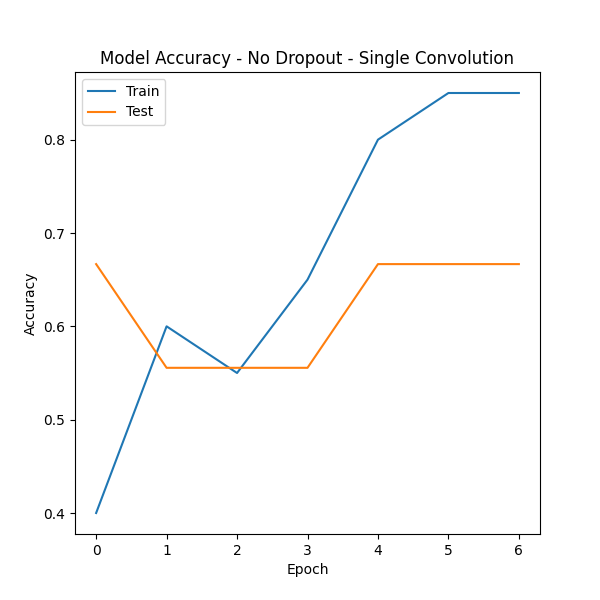 Model Accuracy - No Dropout - Single Convolution
Train
Test
Accuracy
0.8
0.7
0.6
0.5
0.4
0 1 2 3 4 5 6
Epoch